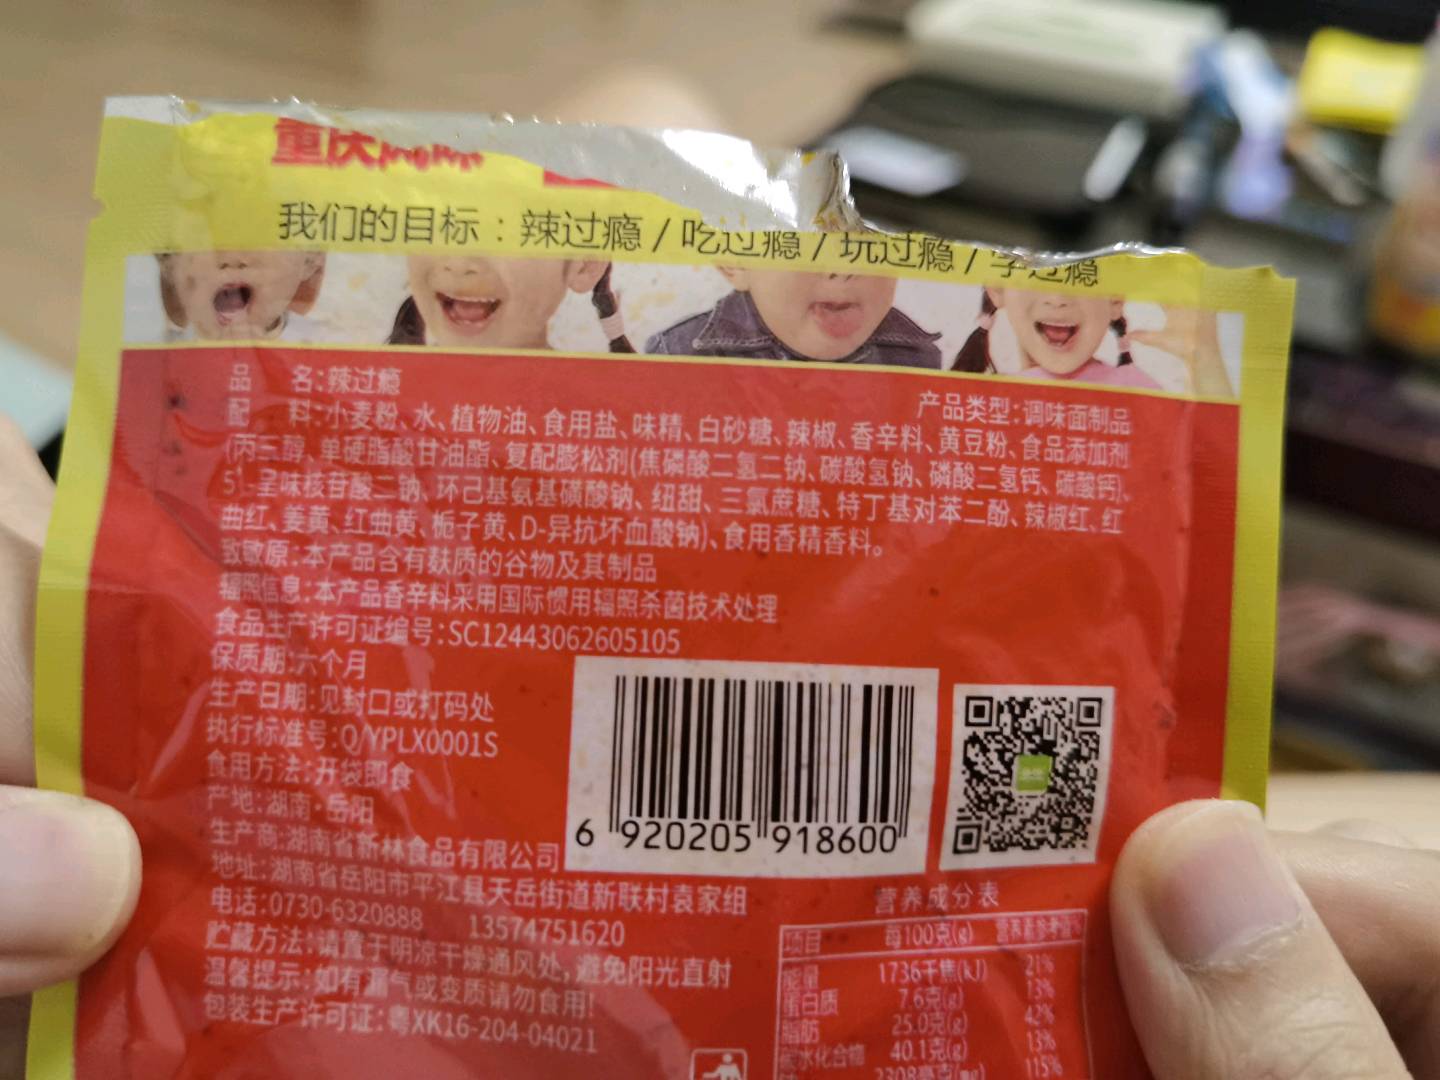 重庆风味
我们的目标：辣过瘾/吃过瘾/玩过瘾/学过瘾
品 名：辣过瘾
产品类型：调味面制品
配 料：小麦粉、水、植物油、食用盐、味精、白砂糖、辣椒、香辛料、黄豆粉、食品添加剂
(丙三醇、单硬脂酸甘油酯、复配膨松剂(焦磷酸二氢二钠、碳酸氢钠、磷酸二氢钙、碳酸钙)、
5'-呈味核苷酸二钠、环己基氨基磺酸钠、纽甜、三氯蔗糖、特丁基对苯二酚、辣椒红、红
曲红、姜黄、红曲黄、栀子黄、D-异抗坏血酸钠)、食用香精香料。
致敏原：本产品含有麸质的谷物及其制品
辐照信息：本产品香辛料采用国际惯用辐照杀菌技术处理
食品生产许可证编号：SC12443062605105
保质期：六个月
生产日期：见封口或打码处
执行标准号：Q/YPLX0001S
食用方法：开袋即食
产地：湖南·岳阳
生产商：湖南省新林食品有限公司
地址：湖南省岳阳市平江县天岳街道新联村袁家组
电话：0730-6320888 13574751620
贮藏方法：请置于阴凉干燥通风处，避免阳光直射
温馨提示：如有漏气或变质请勿食用！
包装生产许可证：粤XK16-204-04021
6 920205 918600
营养成分表
项目 每100克(g) 营养素参考值%
能量 1736千焦(kJ) 21%
蛋白质 7.6克(g) 13%
脂肪 25.0克(g) 42%
碳水化合物 40.1克(g) 13%
钠 2308毫克(mg) 115%